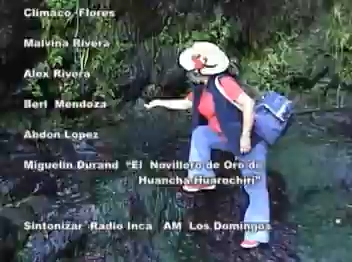 Climaco Flores
Malvina Rivera
Alex Rivera
Berl Mendoza
Abdon Lopez
Miguelin Durand "El Novillero de Oro de
Huancha Huarochiri"
Sintonizar Radio Inca AM Los Domingos